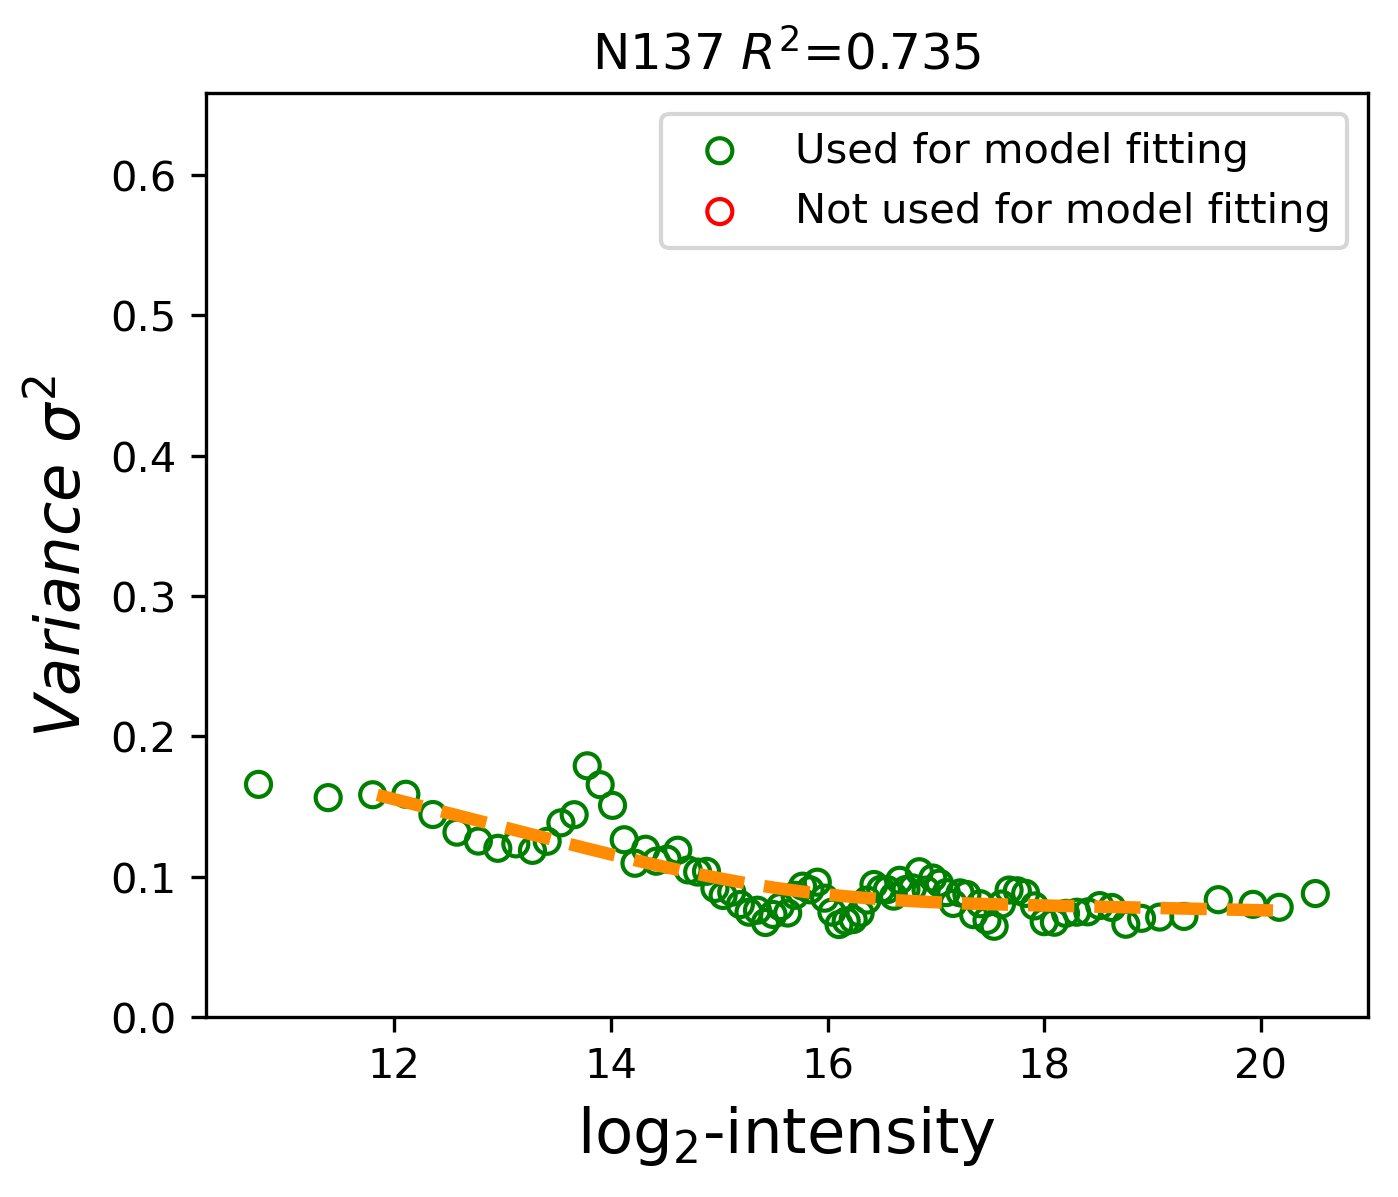 N137 R²=0.735
Used for model fitting
Not used for model fitting
0.6
0.5
0.4
0.3
0.2
0.1
0.0
Variance σ²
12 14 16 18 20
log₂-intensity